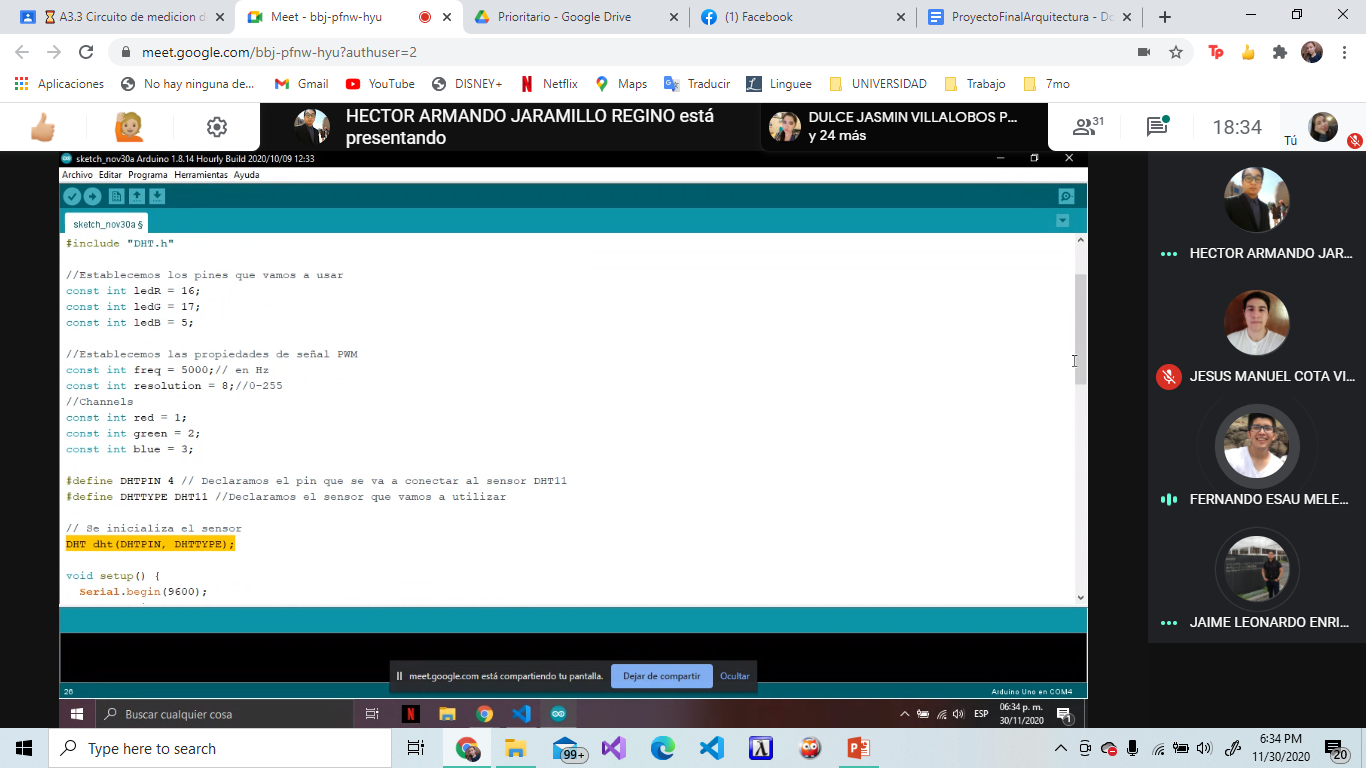 A3.3 Circuito de medicion d
Meet - bbj-pfnw-hyu
Prioritario - Google Drive
(1) Facebook
ProyectoFinalArquitectura - Do
meet.google.com/bbj-pfnw-hyu?authuser=2
Aplicaciones
No hay ninguna de...
Gmail
YouTube
DISNEY+
Netflix
Maps
Traducir
Linguee
UNIVERSIDAD
Trabajo
7mo
HECTOR ARMANDO JARAMILLO REGINO está
presentando
DULCE JASMIN VILLALOBOS P...
y 24 más
31
18:34
Tú
sketch_nov30a Arduino 1.8.14 Hourly Build 2020/10/09 12:33
Archivo Editar Programa Herramientas Ayuda
sketch_nov30a §
#include "DHT.h"
//Establecemos los pines que vamos a usar
const int ledR = 16;
const int ledG = 17;
const int ledB = 5;
//Establecemos las propiedades de señal PWM
const int freq = 5000;// en Hz
const int resolution = 8;//0-255
//Channels
const int red = 1;
const int green = 2;
const int blue = 3;
#define DHTPIN 4 // Declaramos el pin que se va a conectar al sensor DHT11
#define DHTTYPE DHT11 //Declaramos el sensor que vamos a utilizar
// Se inicializa el sensor
DHT dht(DHTPIN, DHTTYPE);
void setup() {
Serial.begin(9600);
HECTOR ARMANDO JAR...
JESUS MANUEL COTA VI...
FERNANDO ESAU MELE...
JAIME LEONARDO ENRI...
meet.google.com está compartiendo tu pantalla.
Dejar de compartir
Ocultar
Arduino Uno en COM4
Buscar cualquier cosa
ESP
06:34 p. m.
30/11/2020
1
Type here to search
99+
6:34 PM
11/30/2020
20